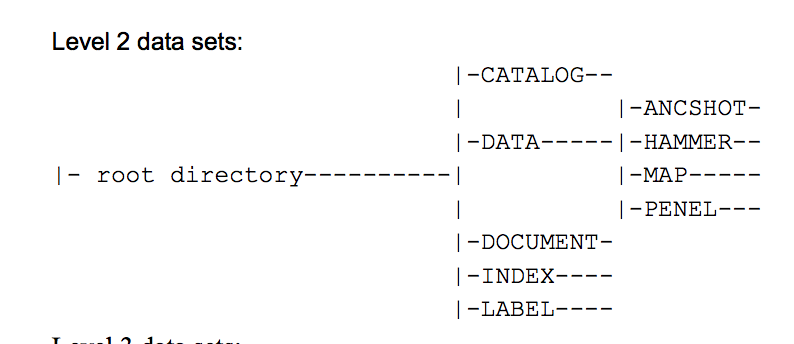 Level 2 data sets:
|-CATALOG--
| |-ANCSHOT-
|-DATA-----|-HAMMER--
|- root directory----------| |-MAP-----
| |-PENEL---
|-DOCUMENT-
|-INDEX----
|-LABEL----